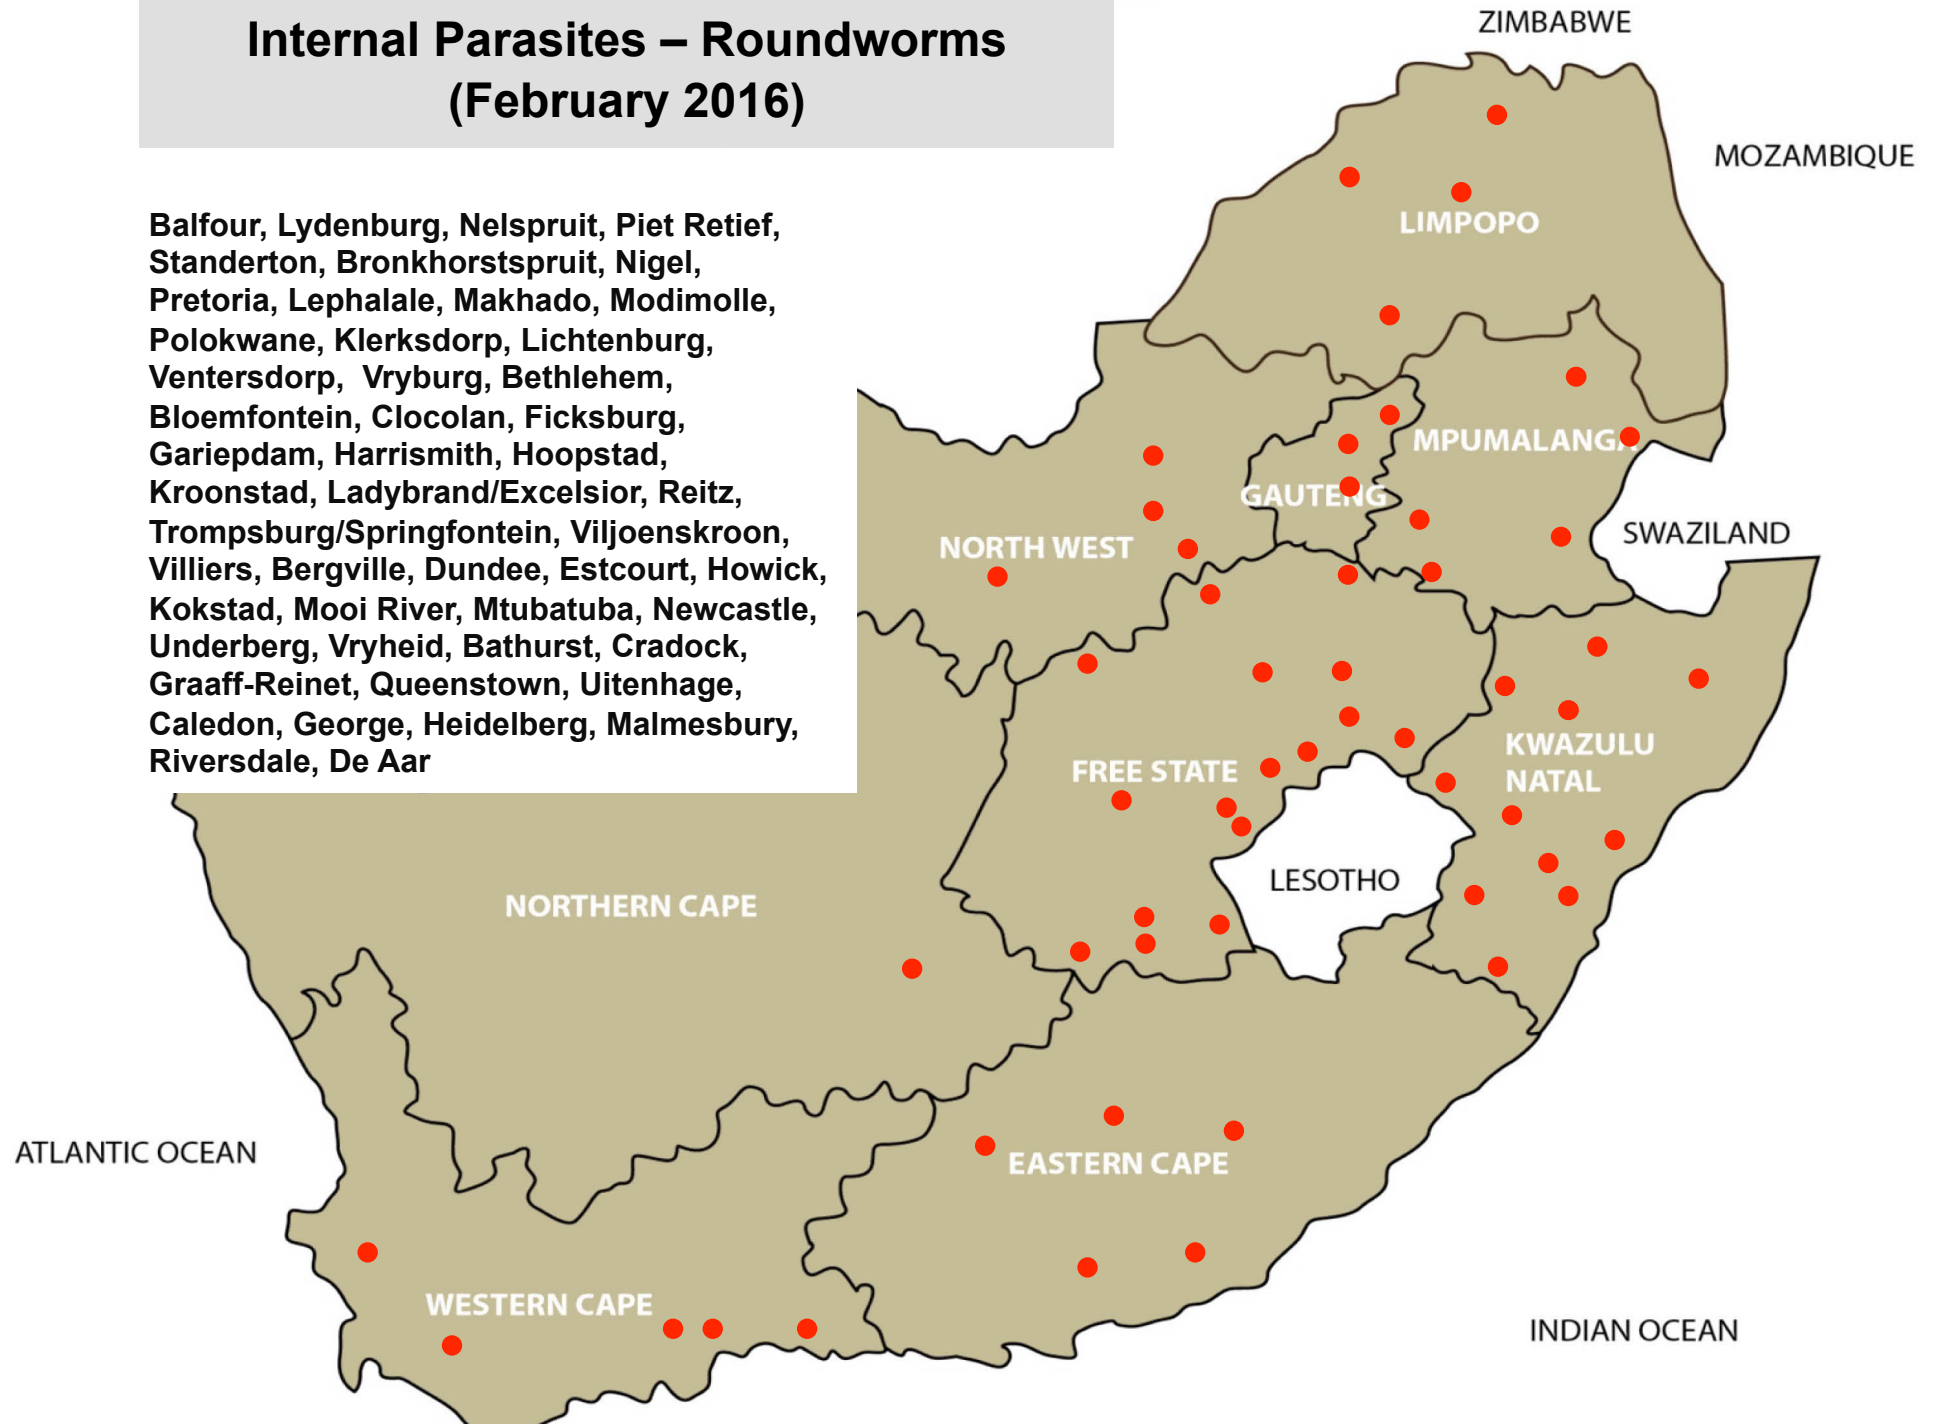 Internal Parasites – Roundworms
(February 2016)
Balfour, Lydenburg, Nelspruit, Piet Retief,
Standerton, Bronkhorstspruit, Nigel,
Pretoria, Lephalale, Makhado, Modimolle,
Polokwane, Klerksdorp, Lichtenburg,
Ventersdorp,  Vryburg, Bethlehem,
Bloemfontein, Clocolan, Ficksburg,
Gariepdam, Harrismith, Hoopstad,
Kroonstad, Ladybrand/Excelsior, Reitz,
Trompsburg/Springfontein, Viljoenskroon,
Villiers, Bergville, Dundee, Estcourt, Howick,
Kokstad, Mooi River, Mtubatuba, Newcastle,
Underberg, Vryheid, Bathurst, Cradock,
Graaff-Reinet, Queenstown, Uitenhage,
Caledon, George, Heidelberg, Malmesbury,
Riversdale, De Aar
ZIMBABWE
MOZAMBIQUE
LIMPOPO
MPUMALANGA
GAUTENG
SWAZILAND
NORTH WEST
KWAZULU
NATAL
FREE STATE
LESOTHO
NORTHERN CAPE
ATLANTIC OCEAN
EASTERN CAPE
WESTERN CAPE
INDIAN OCEAN